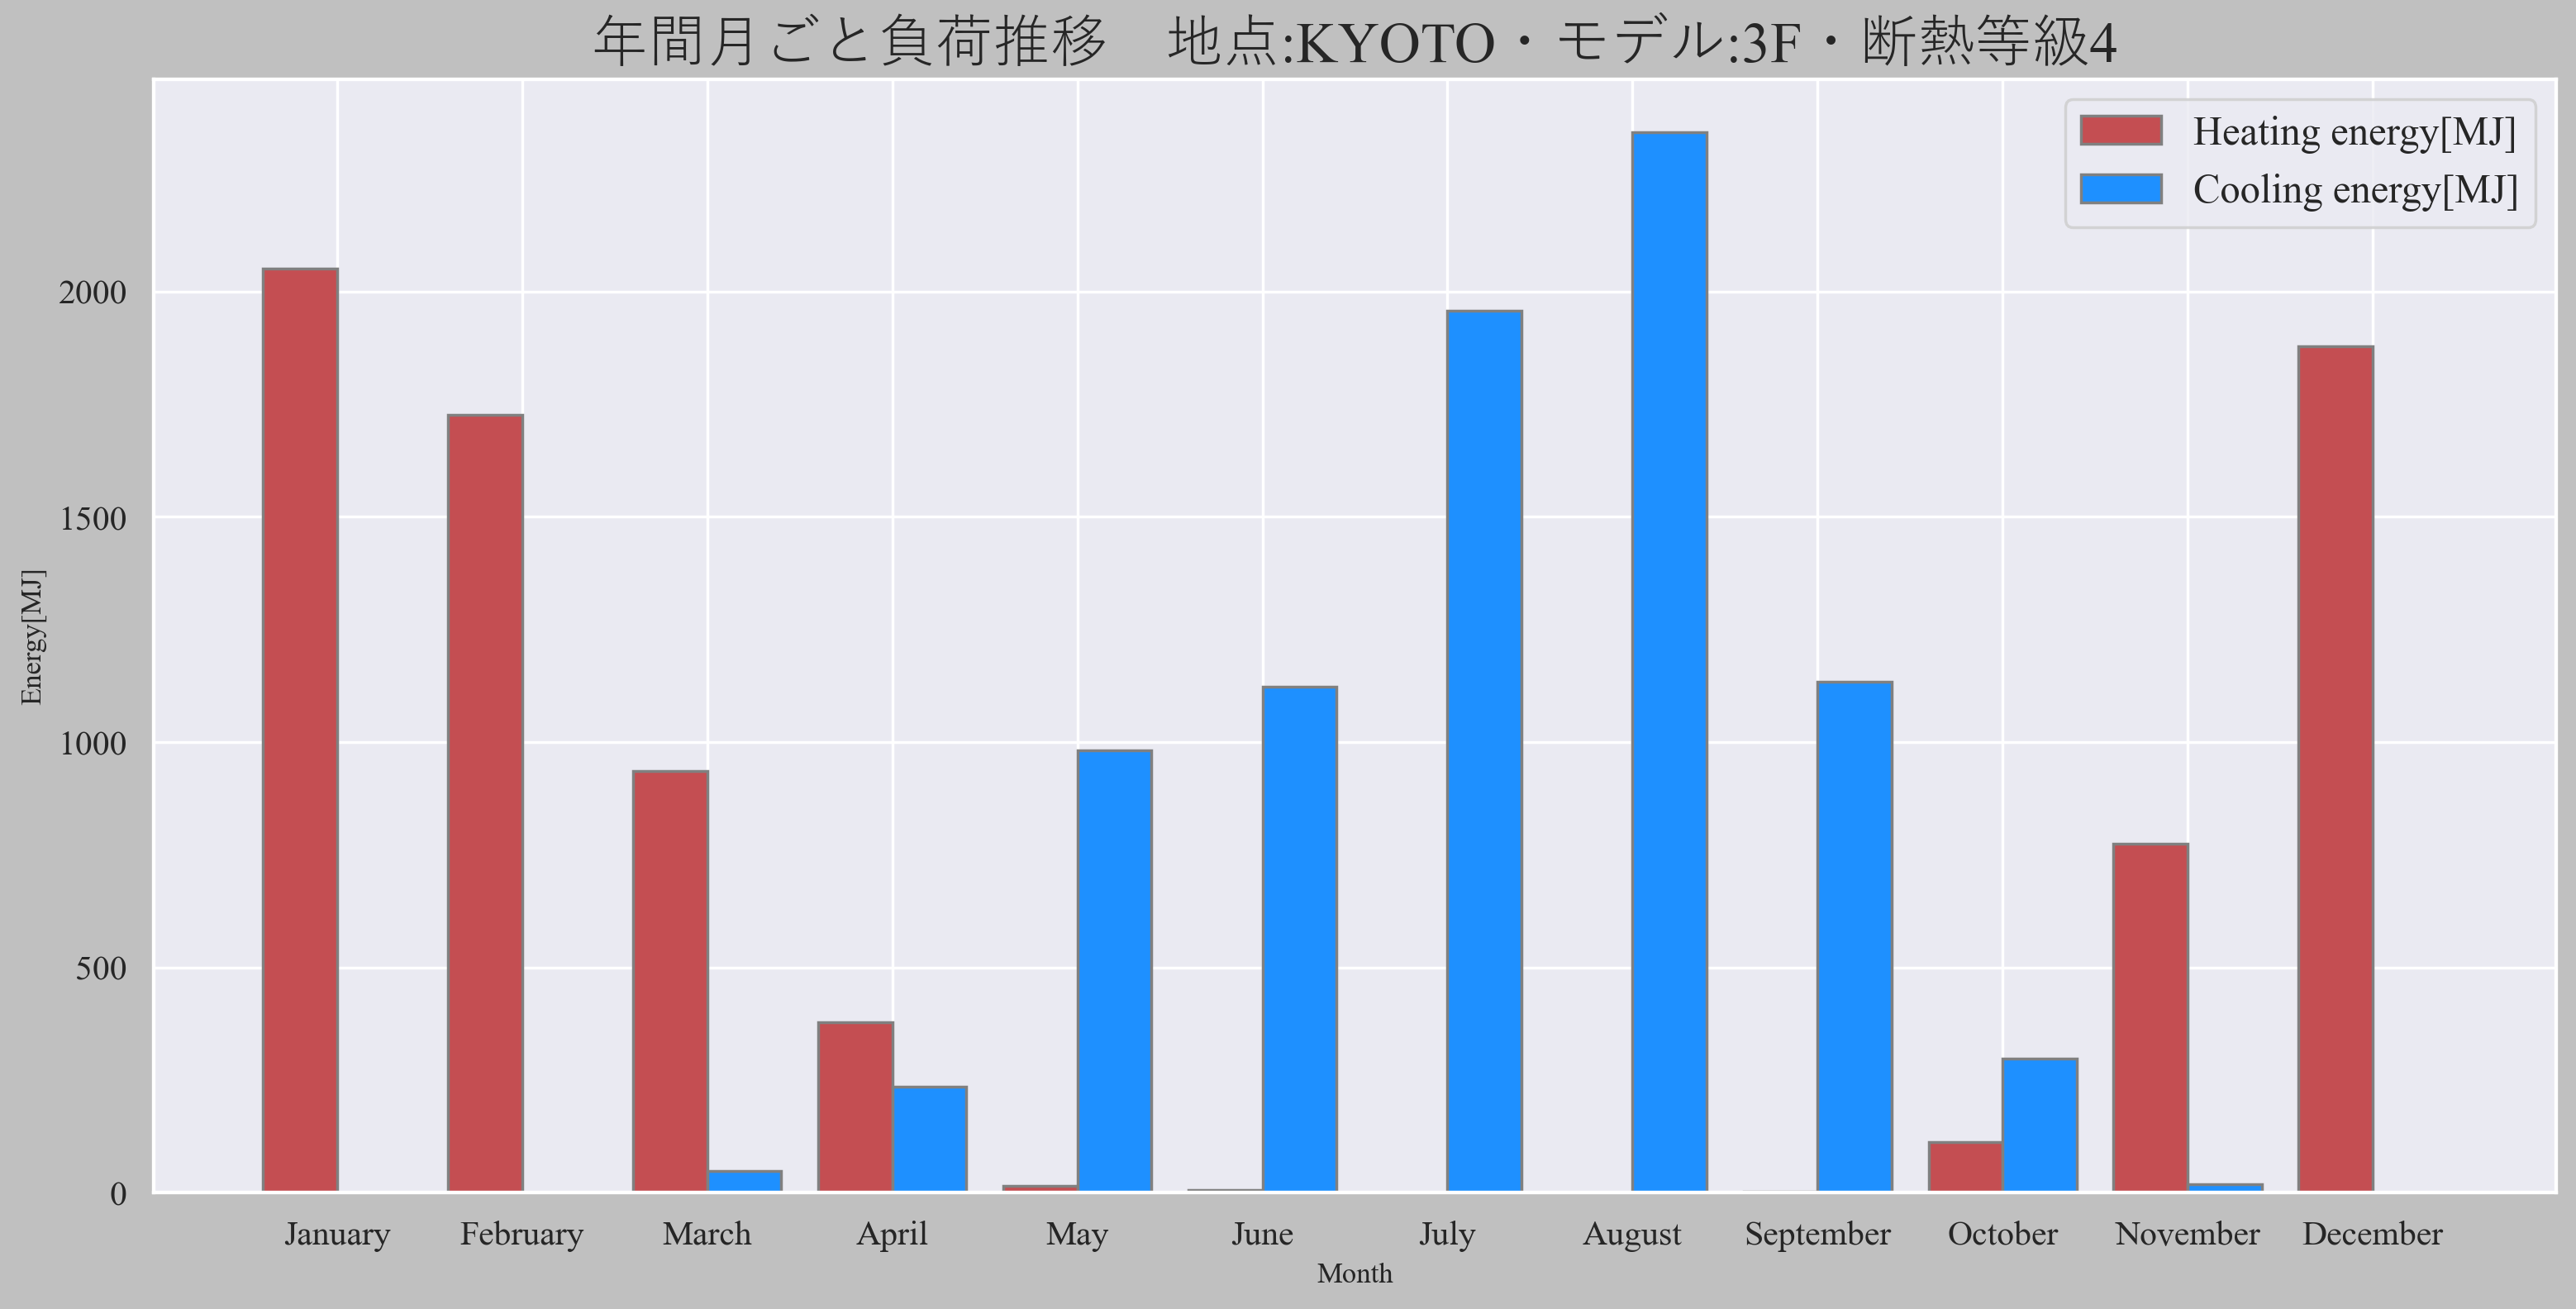 年間月ごと負荷推移　地点:KYOTO・モデル:3F・断熱等級4
Heating energy[MJ]
Cooling energy[MJ]
Energy[MJ]
2000
1500
1000
500
0
January February March April May June July August September October November December
Month